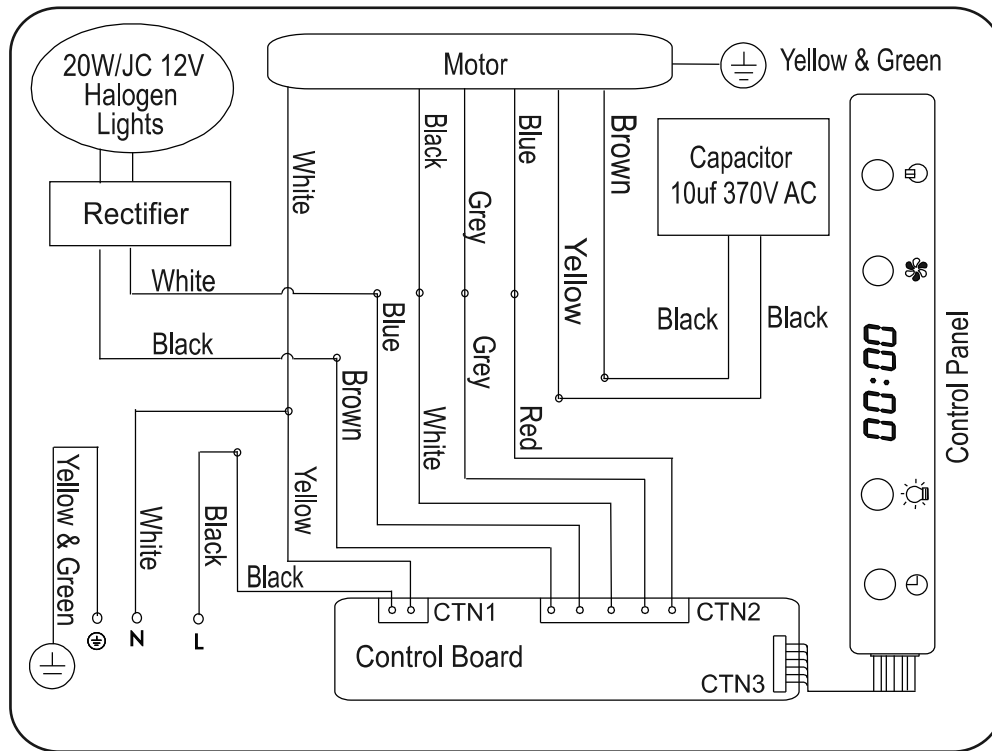 20W/JC 12V
Halogen
Lights
Motor
Yellow & Green
Rectifier
White
Black
Grey
Blue
Brown
Yellow
Capacitor
10uf 370V AC
Black
Black
White
Blue
Black
Brown
Grey
White
Red
Yellow
Yellow & Green
White
Black
Black
N
L
CTN1
CTN2
Control Board
CTN3
00:00
Control Panel